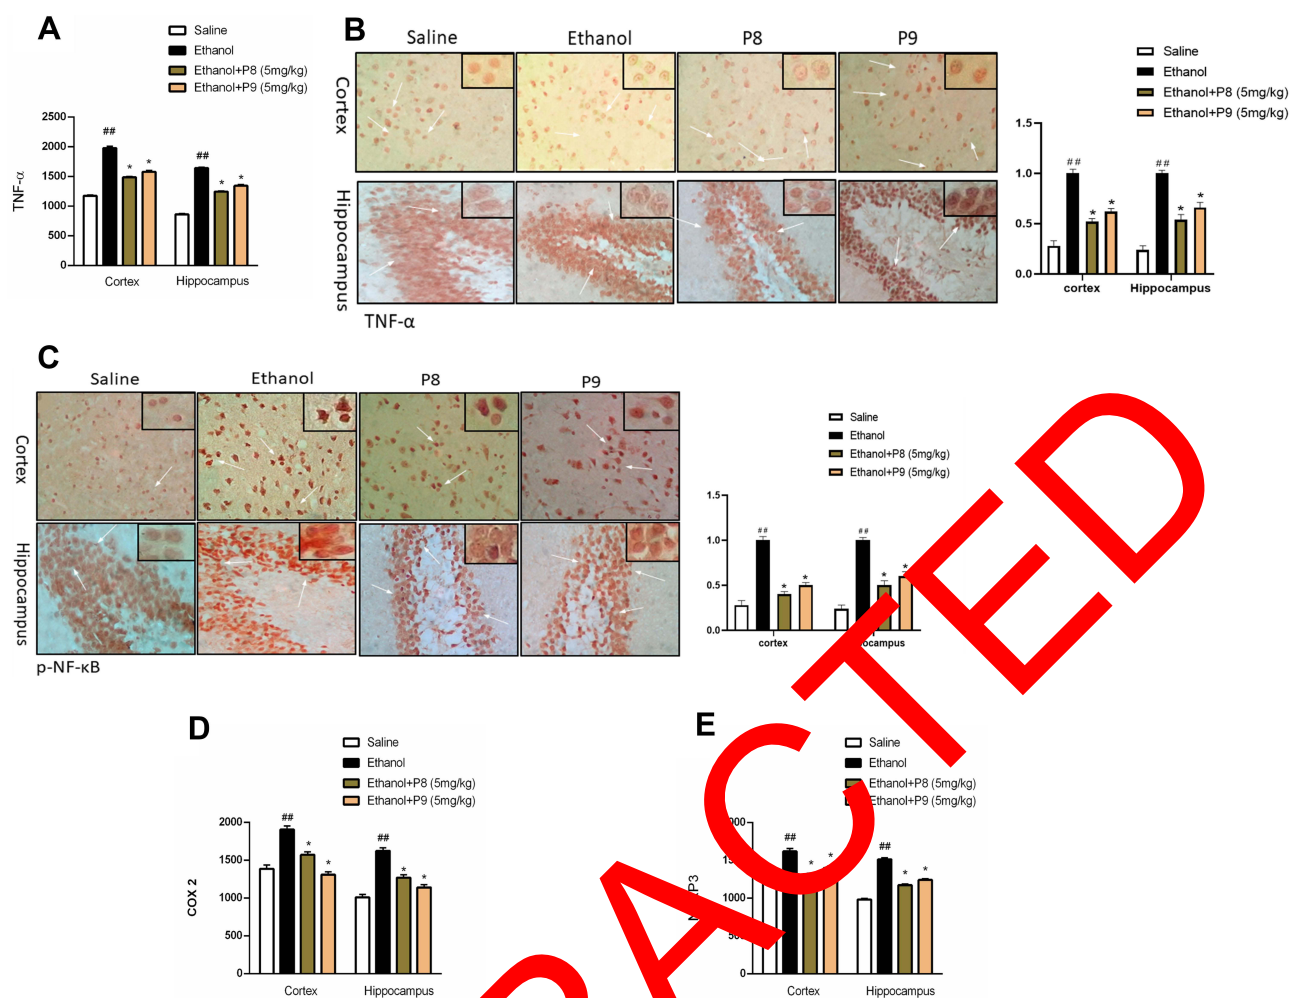 A
Saline
Ethanol
Ethanol+P8 (5mg/kg)
Ethanol+P9 (5mg/kg)
TNF-α
2500
2000
1500
1000
500
0
##
*
*
##
*
*
Cortex
Hippocampus
B
Saline
Ethanol
P8
P9
Cortex
Hippocampus
TNF-α
Saline
Ethanol
Ethanol+P8 (5mg/kg)
Ethanol+P9 (5mg/kg)
1.5
1.0
0.5
0.0
##
*
*
##
*
*
cortex
Hippocampus
C
Saline
Ethanol
P8
P9
Cortex
Hippocampus
p-NF-κB
Saline
Ethanol
Ethanol+P8 (5mg/kg)
Ethanol+P9 (5mg/kg)
1.5
1.0
0.5
0.0
##
*
*
##
*
*
cortex
ocampus
D
Saline
Ethanol
Ethanol+P8 (5mg/kg)
Ethanol+P9 (5mg/kg)
COX 2
2000
1500
1000
500
0
##
*
*
##
*
*
Cortex
Hippocampus
E
Saline
Ethanol
Ethanol+P8 (5mg/kg)
Ethanol+P9 (5mg/kg)
1000
0
##
*
*
##
*
*
Cortex
Hippocampus
RACTED